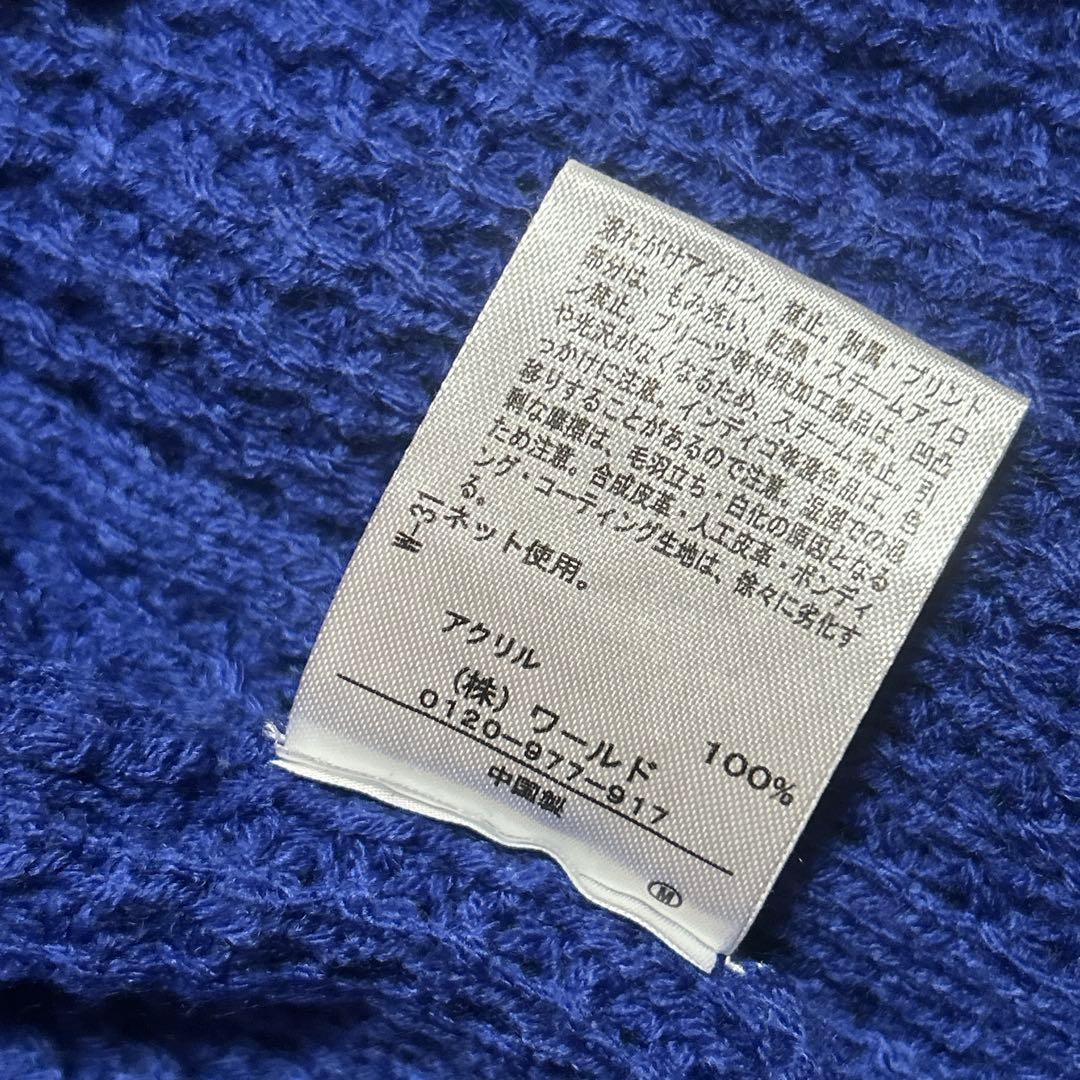 濡れがけアイロン、禁止。附属・プリント
部分は、もみ洗い、乾燥・スチームアイロ
ン禁止。プリーツ等特殊加工製品は、凹凸
や光沢がなくなるため、スチーム禁止。引
っかけに注意。インディゴ等濃色品は、色
移りすることがあるので注意。湿潤での過
剰な摩擦は、毛羽立ち・白化の原因となる
ため注意。合成皮革・人工皮革・ボンディ
ング・コーティング生地は、徐々に劣化す
る。
ネット使用。
H-31
アクリル 100%
(株)ワールド
0120-977-917
中国製
M